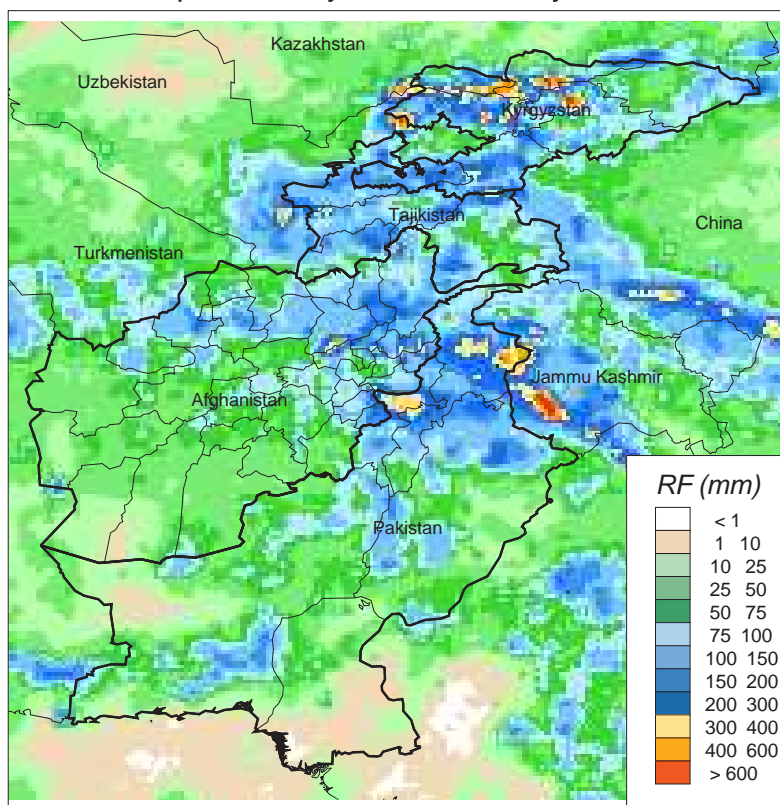 Kazakhstan
Uzbekistan
Kyrgyzstan
Tajikistan
China
Turkmenistan
Jammu Kashmir
Afghanistan
Pakistan
RF (mm)
< 1
1 10
10 25
25 50
50 75
75 100
100 150
150 200
200 300
300 400
400 600
> 600